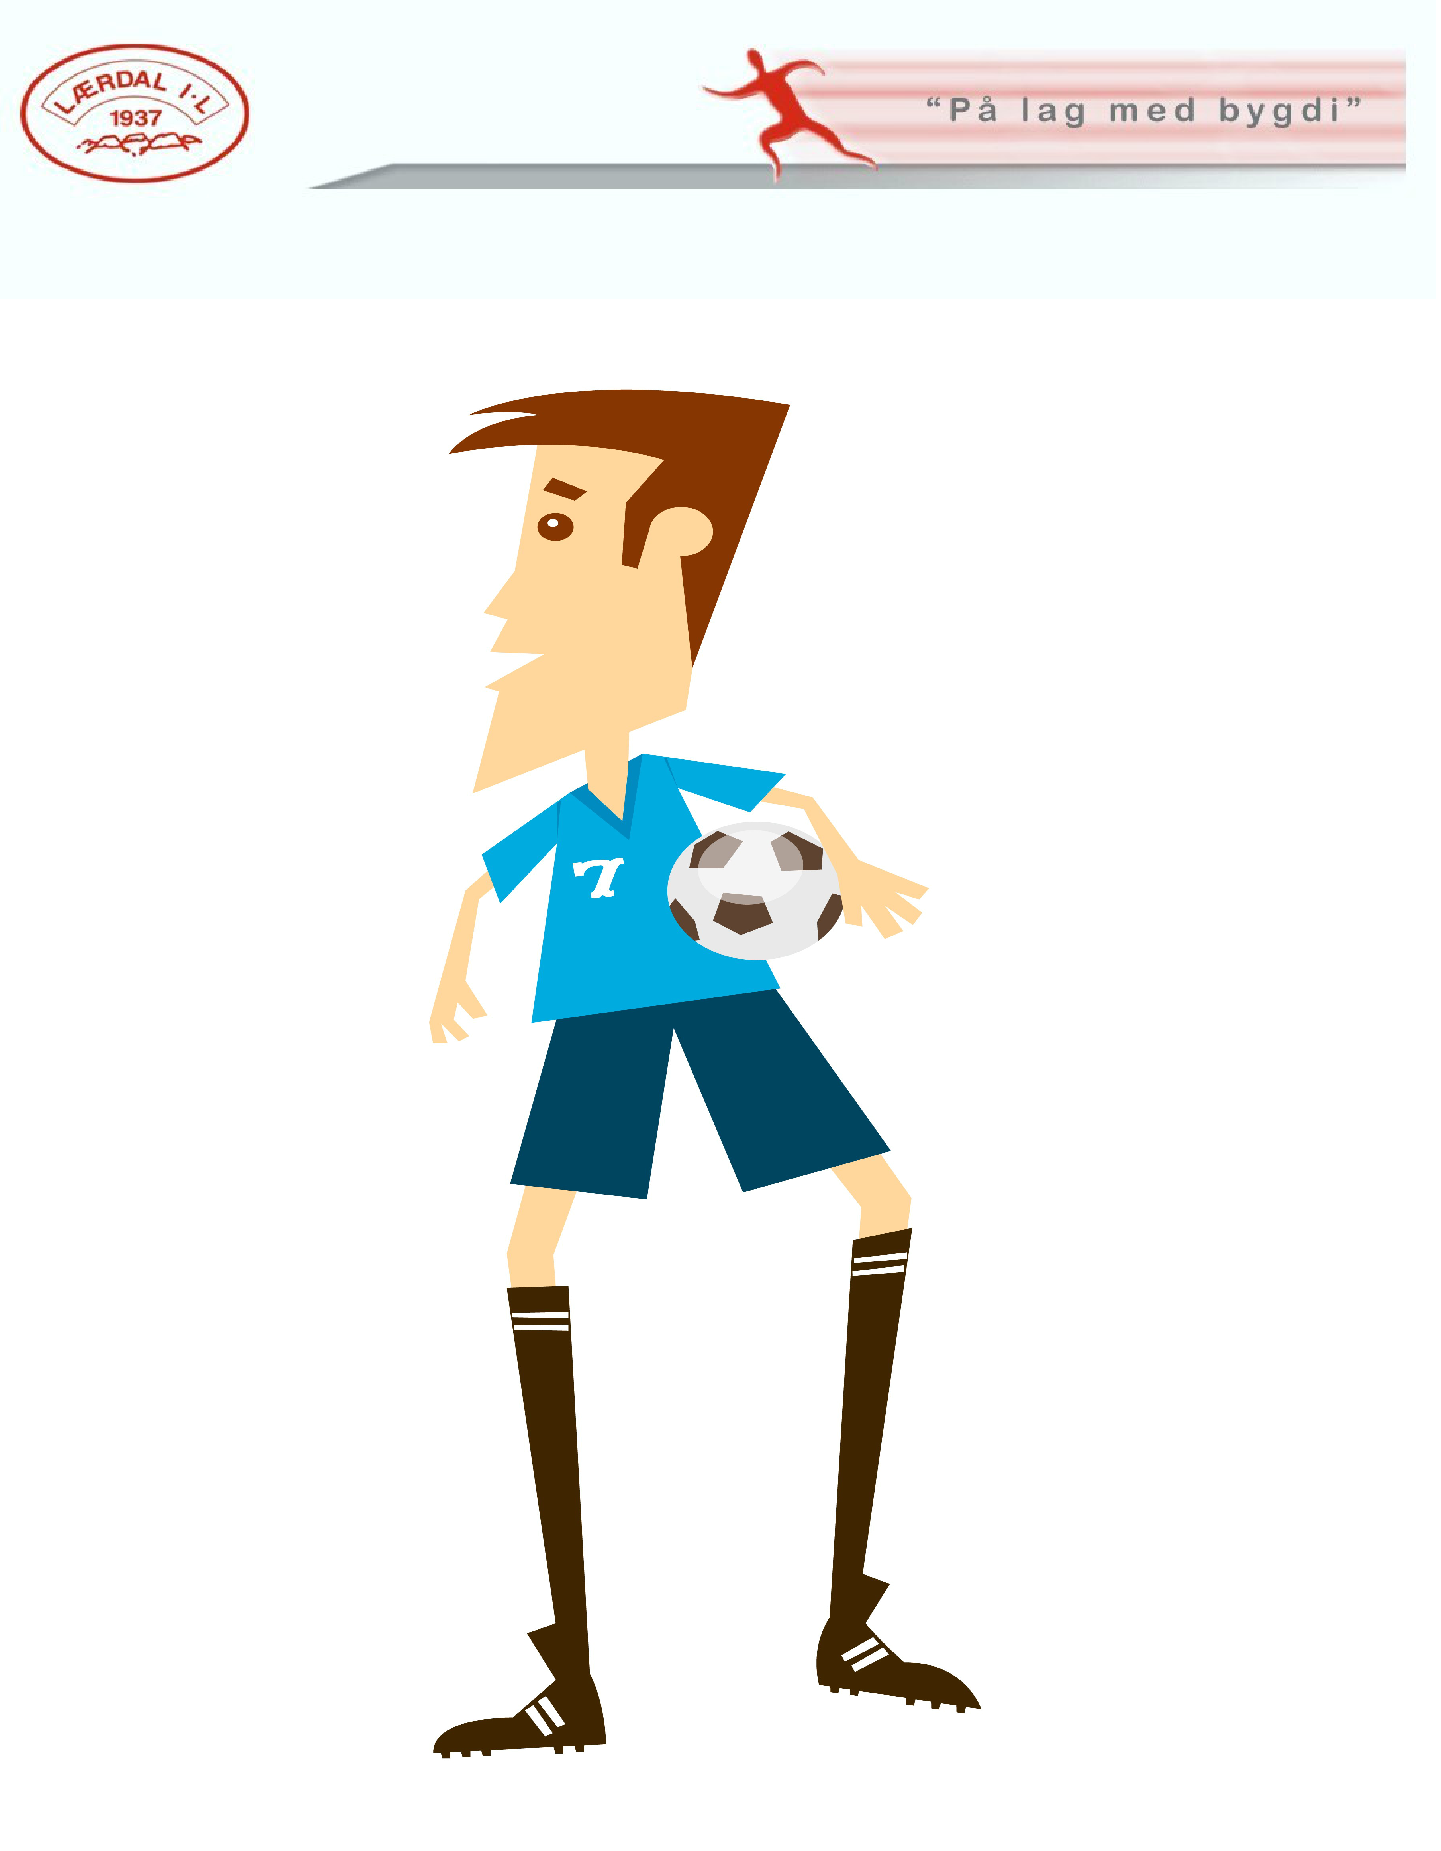 LÆRDAL I·L
1937
“På lag med bygdi”
7